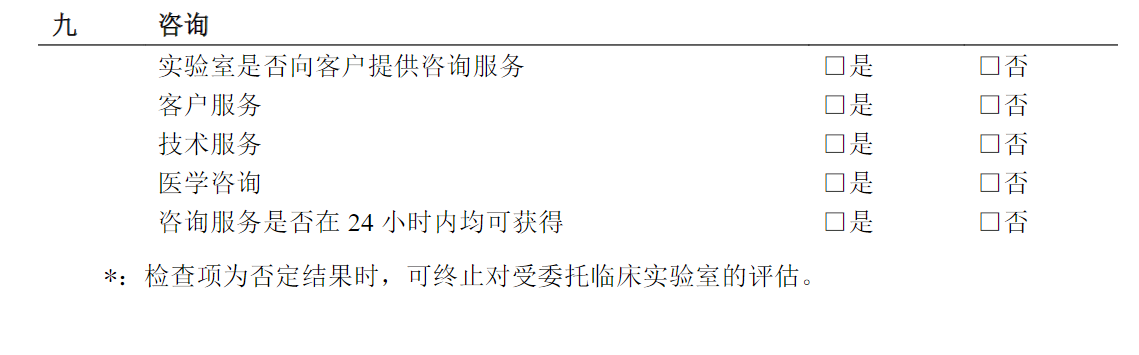 九 咨询
实验室是否向客户提供咨询服务 □是 □否
客户服务 □是 □否
技术服务 □是 □否
医学咨询 □是 □否
咨询服务是否在 24 小时内均可获得 □是 □否
*：检查项为否定结果时，可终止对受委托临床实验室的评估。